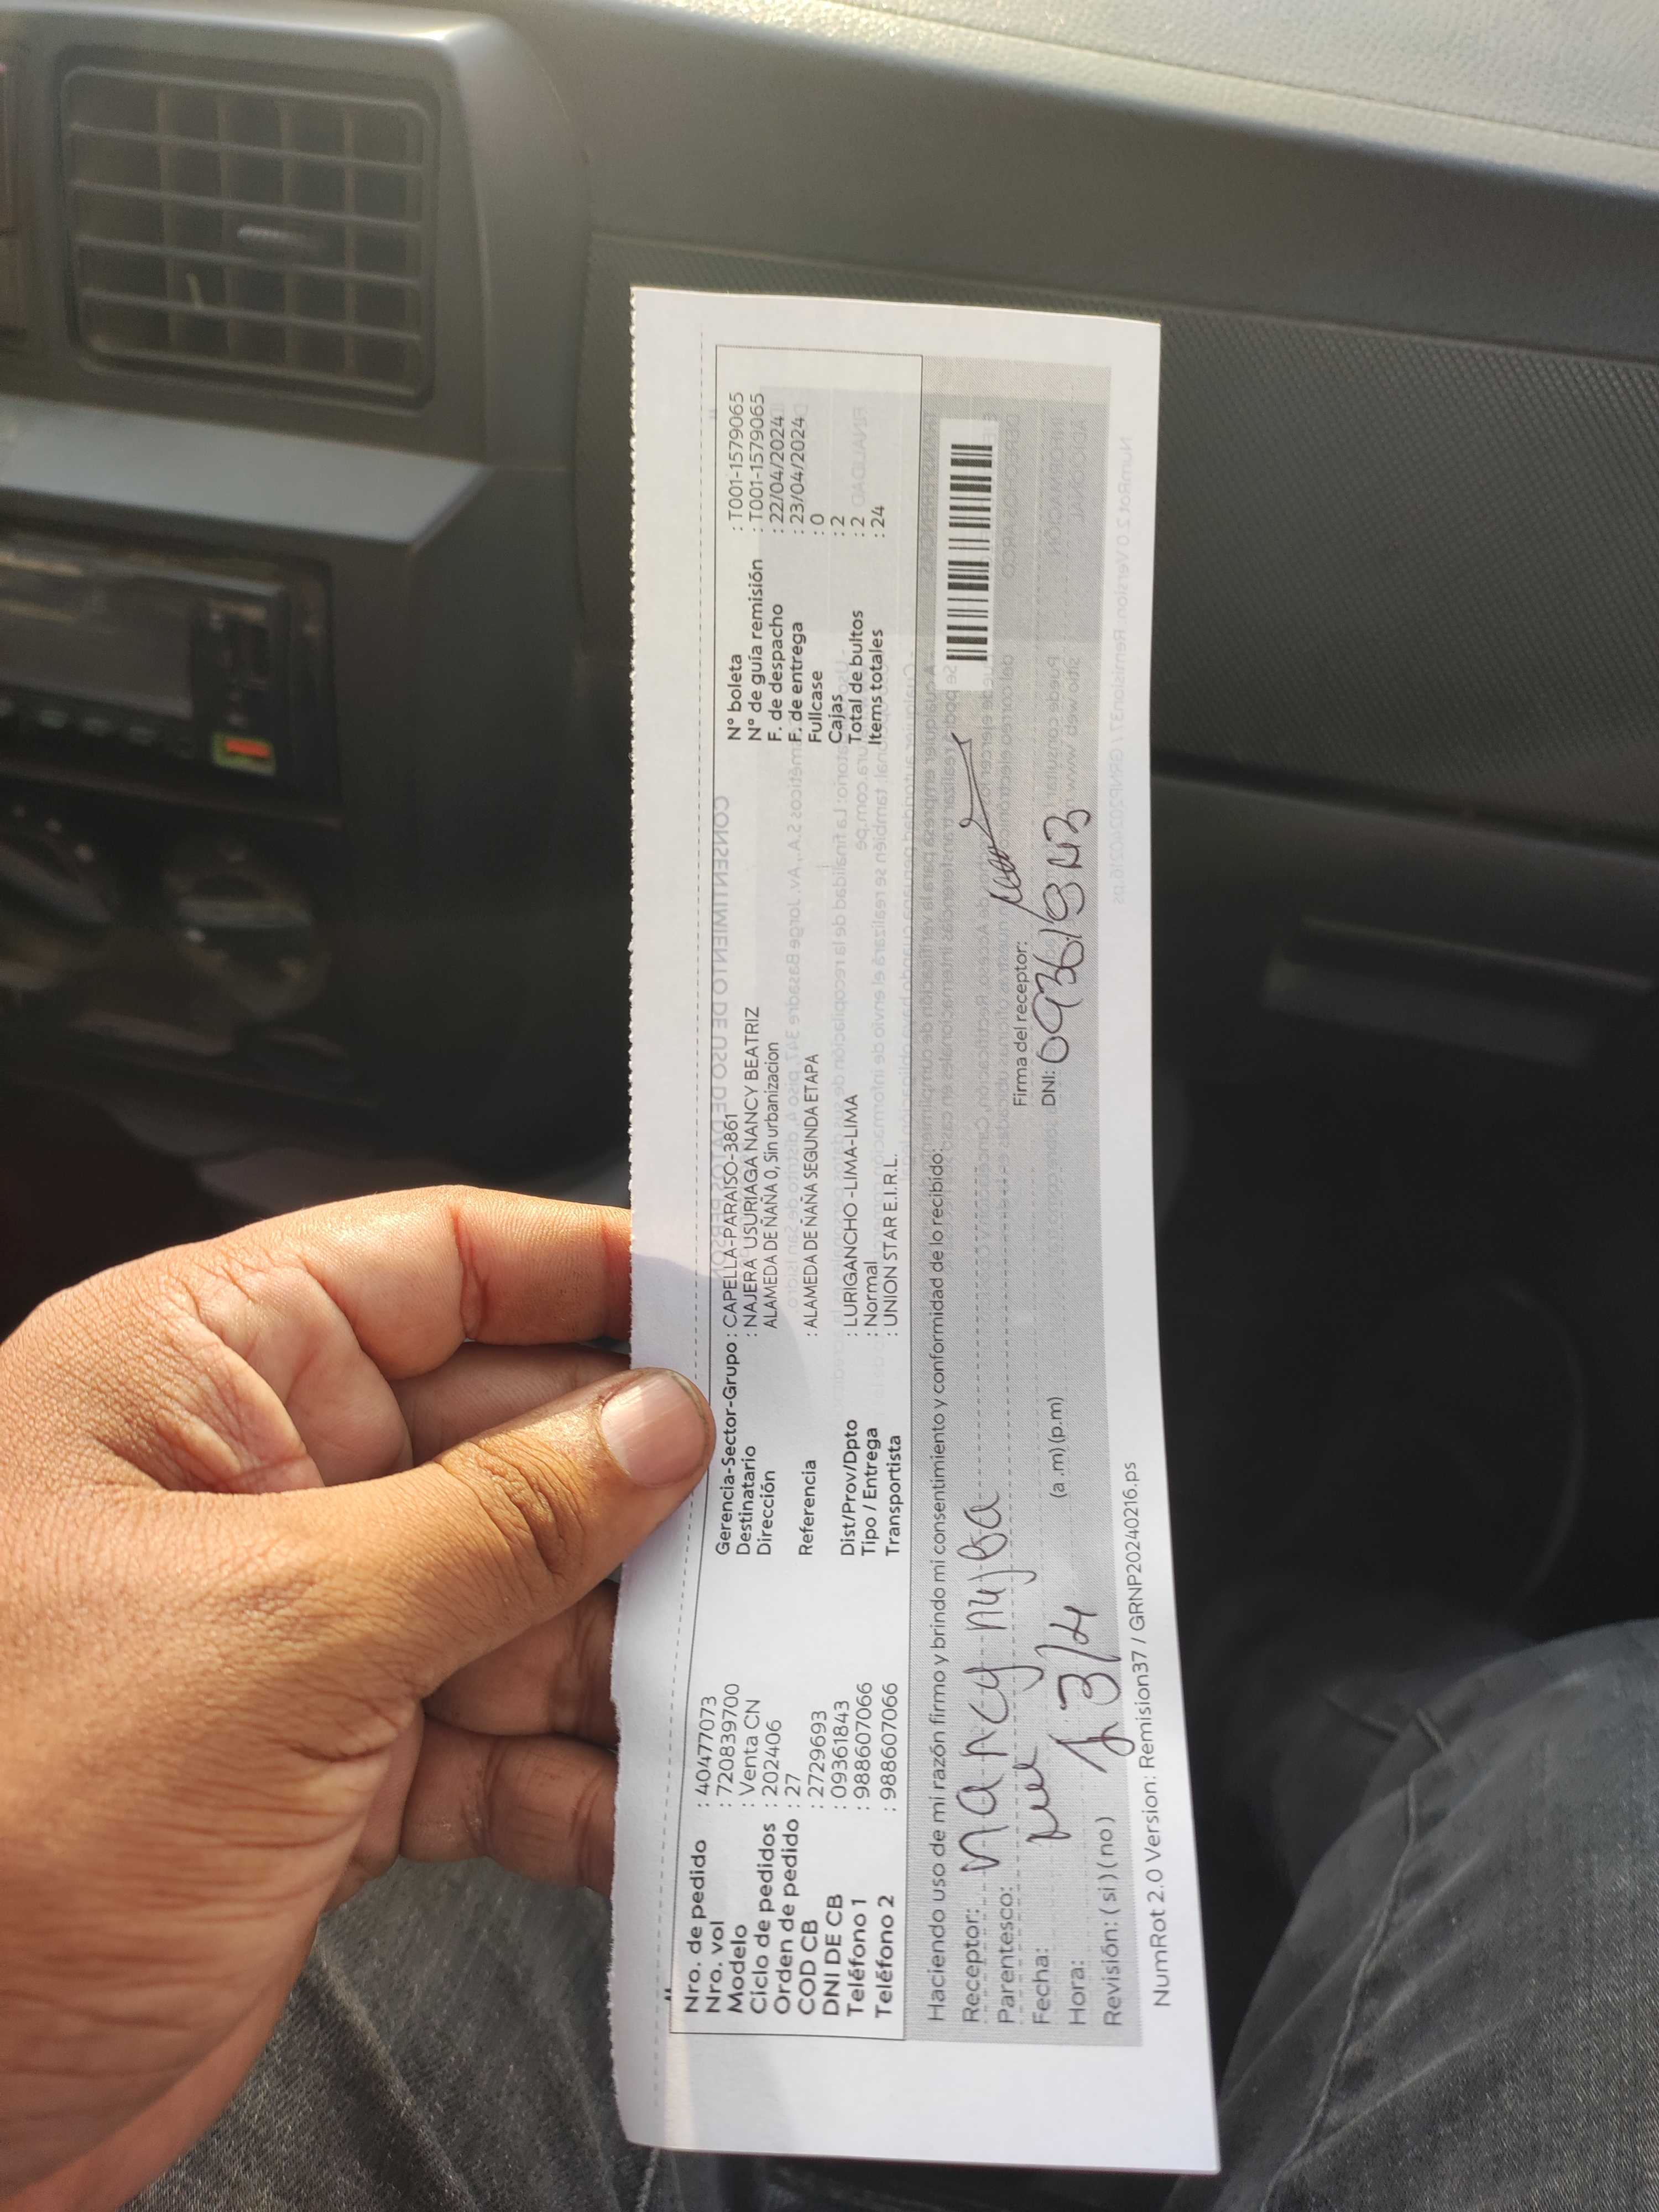 Nro. de pedido : 40477073
Nro. vol : 720839700
Modelo : Venta CN
Ciclo de pedidos : 202406
Orden de pedido : 27
COD CB : 2729693
DNI DE CB : 09361843
Teléfono 1 : 988607066
Teléfono 2 : 988607066
Gerencia-Sector-Grupo : CAPELLA-PARAISO-3861
Destinatario : NAJERA USURIAGA NANCY BEATRIZ
Dirección ALAMEDA DE ÑAÑA 0, Sin urbanizacion
Referencia : ALAMEDA DE ÑAÑA SEGUNDA ETAPA
Dist/Prov/Dpto : LURIGANCHO -LIMA-LIMA
Tipo / Entrega : Normal
Transportista : UNION STAR E.I.R.L.
N° boleta : T001-1579065
N° de guía remisión : T001-1579065
F. de despacho : 22/04/2024
F. de entrega : 23/04/2024
Fullcase : 0
Cajas : 2
Total de bultos : 2
Items totales : 24
Haciendo uso de mi razón firmo y brindo mi consentimiento y conformidad de lo recibido:
Receptor: nancy
Parentesco:
Fecha:
Hora: (a.m) (p.m)
Revisión: ( si ) ( no )
Firma del receptor:
DNI: 09361843
NumRot 2.0 Version: Remision37 / GRNP20240216.ps